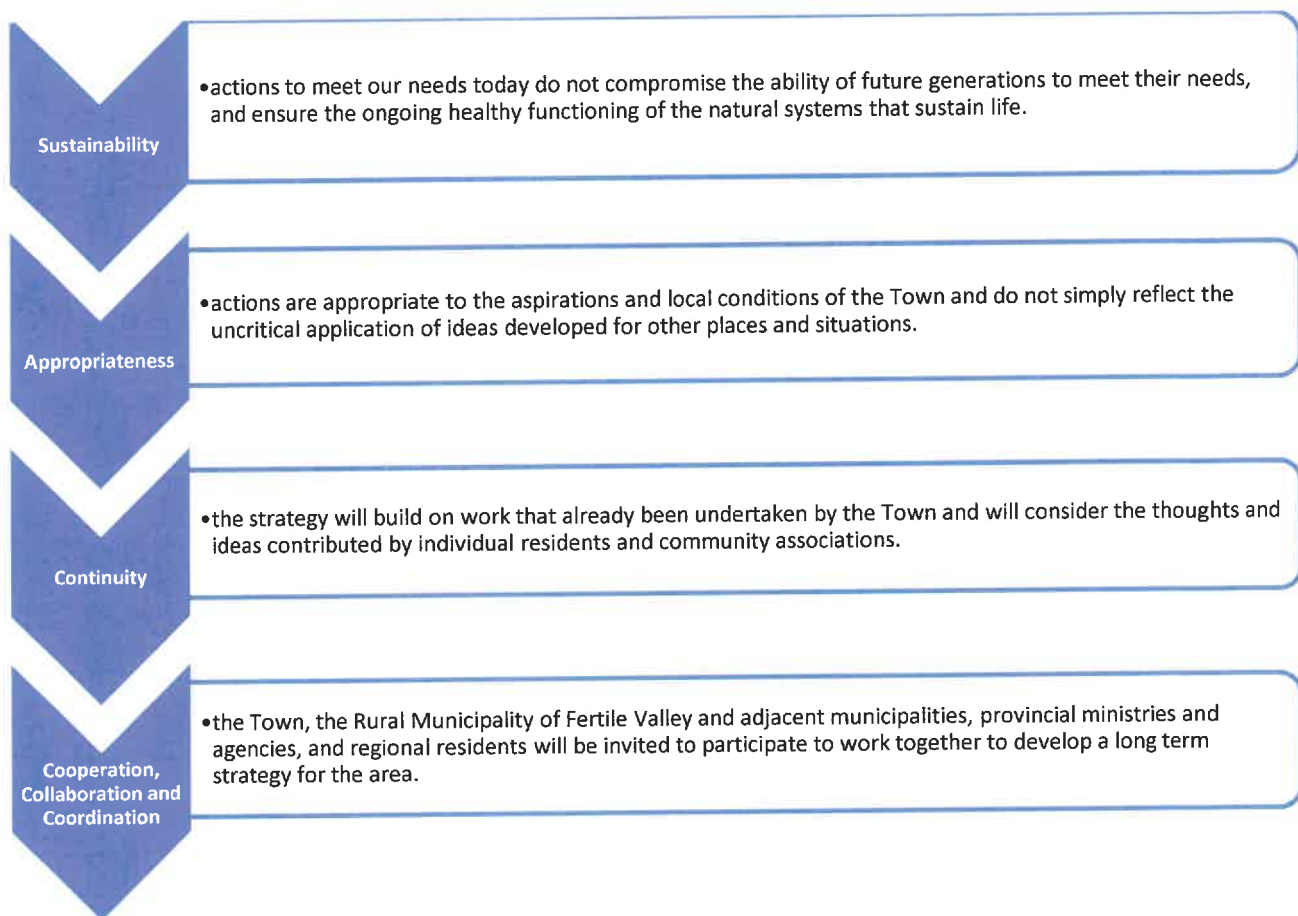 Sustainability
•actions to meet our needs today do not compromise the ability of future generations to meet their needs,
and ensure the ongoing healthy functioning of the natural systems that sustain life.
Appropriateness
•actions are appropriate to the aspirations and local conditions of the Town and do not simply reflect the
uncritical application of ideas developed for other places and situations.
Continuity
•the strategy will build on work that already been undertaken by the Town and will consider the thoughts and
ideas contributed by individual residents and community associations.
Cooperation,
Collaboration and
Coordination
•the Town, the Rural Municipality of Fertile Valley and adjacent municipalities, provincial ministries and
agencies, and regional residents will be invited to participate to work together to develop a long term
strategy for the area.